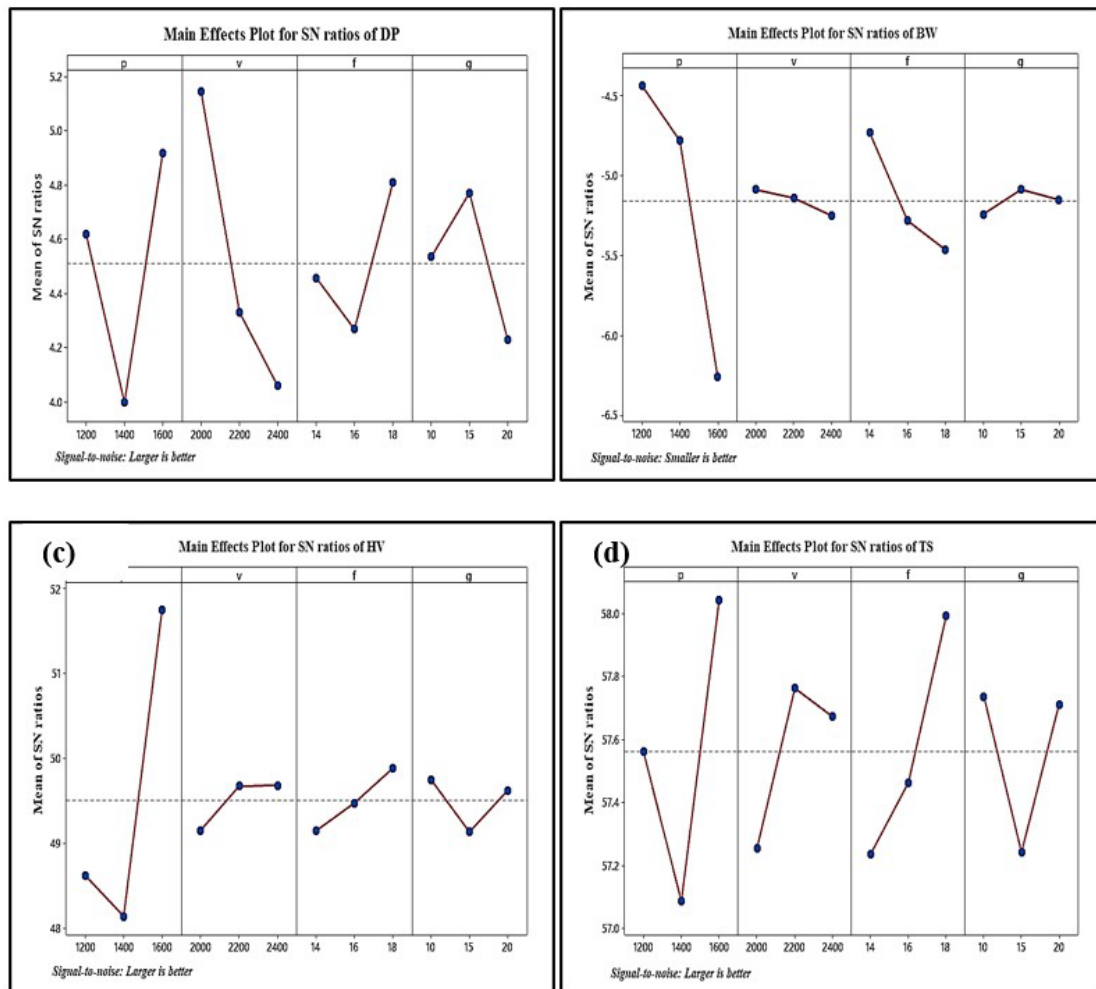 Main Effects Plot for SN ratios of DP
p v f g
Mean of SN ratios
5.2
5.0
4.8
4.6
4.4
4.2
4.0
1200 1400 1600 2000 2200 2400 14 16 18 10 15 20
Signal-to-noise: Larger is better
Main Effects Plot for SN ratios of BW
p v f g
Mean of SN ratios
-4.5
-5.0
-5.5
-6.0
-6.5
1200 1400 1600 2000 2200 2400 14 16 18 10 15 20
Signal-to-noise: Smaller is better
(c)
Main Effects Plot for SN ratios of HV
v f g
Mean of SN ratios
52
51
50
49
48
1200 1400 1600 2000 2200 2400 14 16 18 10 15 20
Signal-to-noise: Larger is better
(d)
Main Effects Plot for SN ratios of TS
p v f g
Mean of SN ratios
58.0
57.8
57.6
57.4
57.2
57.0
1200 1400 1600 2000 2200 2400 14 16 18 10 15 20
Signal-to-noise: Larger is better